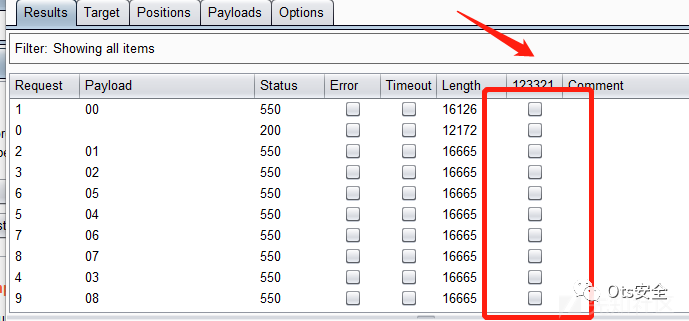 Results Target Positions Payloads Options
Filter: Showing all items
Request Payload Status Error Timeout Length 123321 Comment
1 00 550 16126
0 200 12172
2 01 550 16665
3 02 550 16665
6 05 550 16665
5 04 550 16665
7 06 550 16665
8 07 550 16665
4 03 550 16665
9 08 550 16665
Ots安全